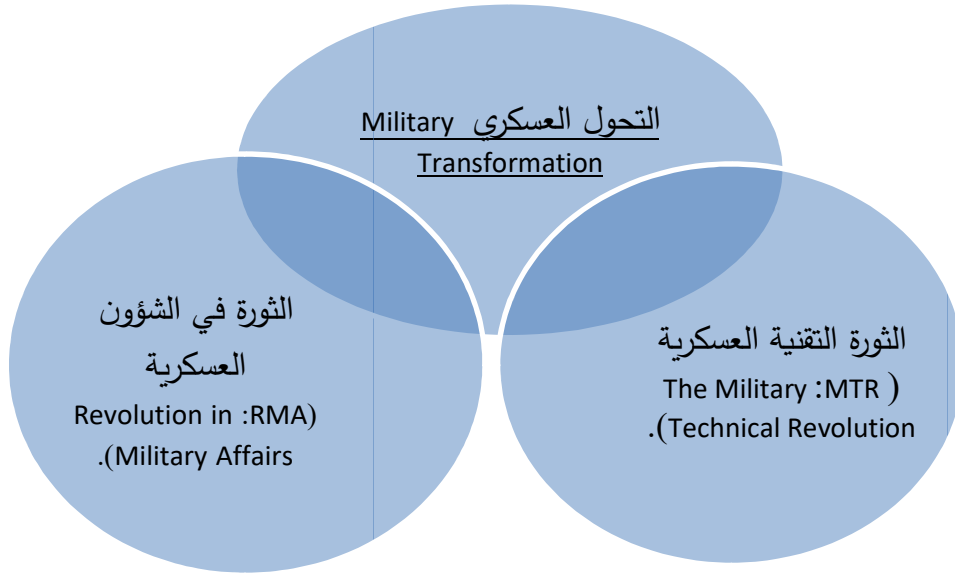 التحول العسكري Military
Transformation
الثورة في الشؤون
العسكرية
(RMA: Revolution in
Military Affairs).
الثورة التقنية العسكرية
( MTR: The Military
Technical Revolution).